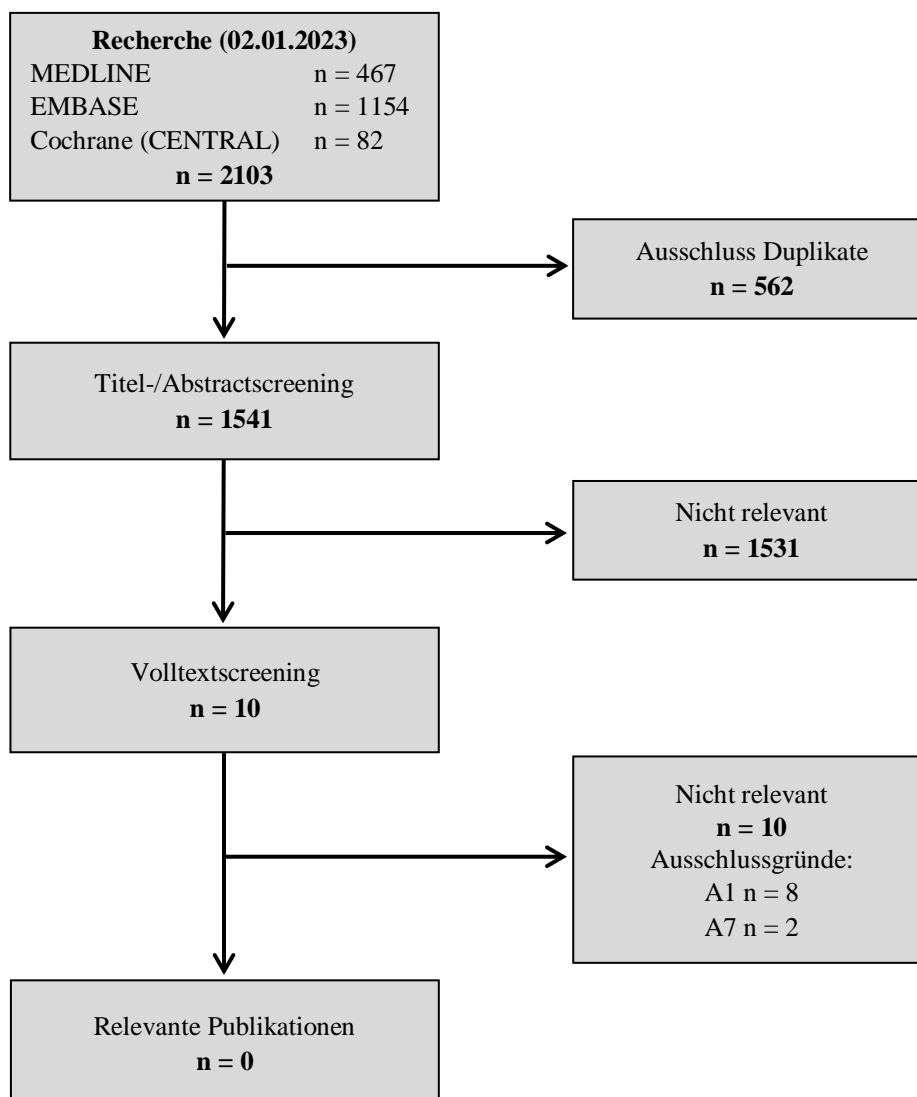 Recherche (02.01.2023)
MEDLINE n = 467
EMBASE n = 1154
Cochrane (CENTRAL) n = 82
n = 2103
Ausschluss Duplikate
n = 562
Titel-/Abstractscreening
n = 1541
Nicht relevant
n = 1531
Volltextscreening
n = 10
Nicht relevant
n = 10
Ausschlussgründe:
A1 n = 8
A7 n = 2
Relevante Publikationen
n = 0